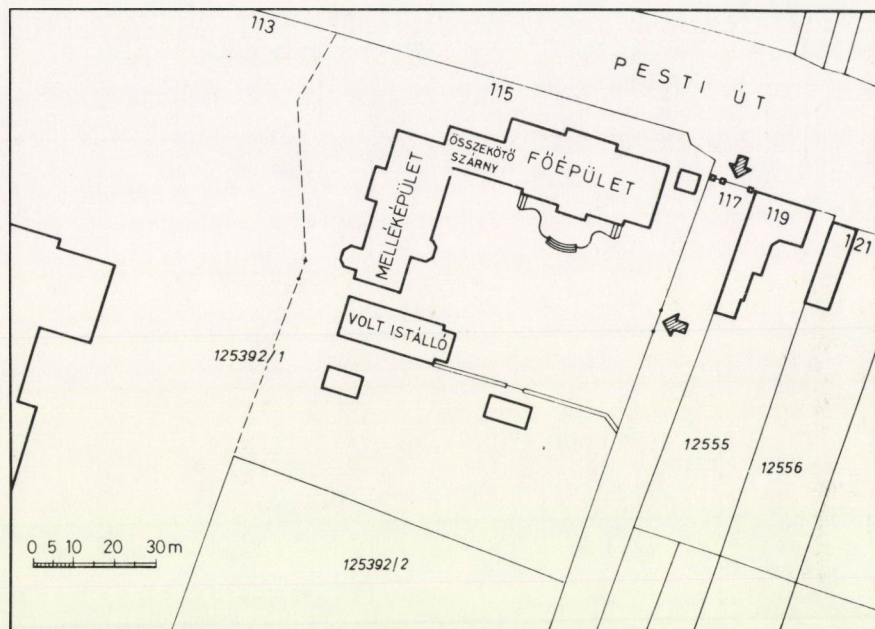 113
PESTI ÚT
115
ÖSSZEKÖTŐ
SZÁRNY
FŐÉPÜLET
117
119
121
MELLÉKÉPÜLET
VOLT ISTÁLLÓ
125392/1
12555
12556
0 5 10 20 30 m
125392/2